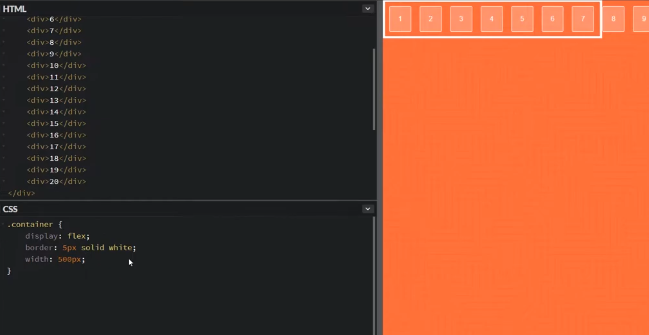 HTML
<div>6</div>
<div>7</div>
<div>8</div>
<div>9</div>
<div>10</div>
<div>11</div>
<div>12</div>
<div>13</div>
<div>14</div>
<div>15</div>
<div>16</div>
<div>17</div>
<div>18</div>
<div>19</div>
<div>20</div>
</div>
CSS
.container {
display: flex;
border: 5px solid white;
width: 500px;
}
1 2 3 4 5 6 7 8 9